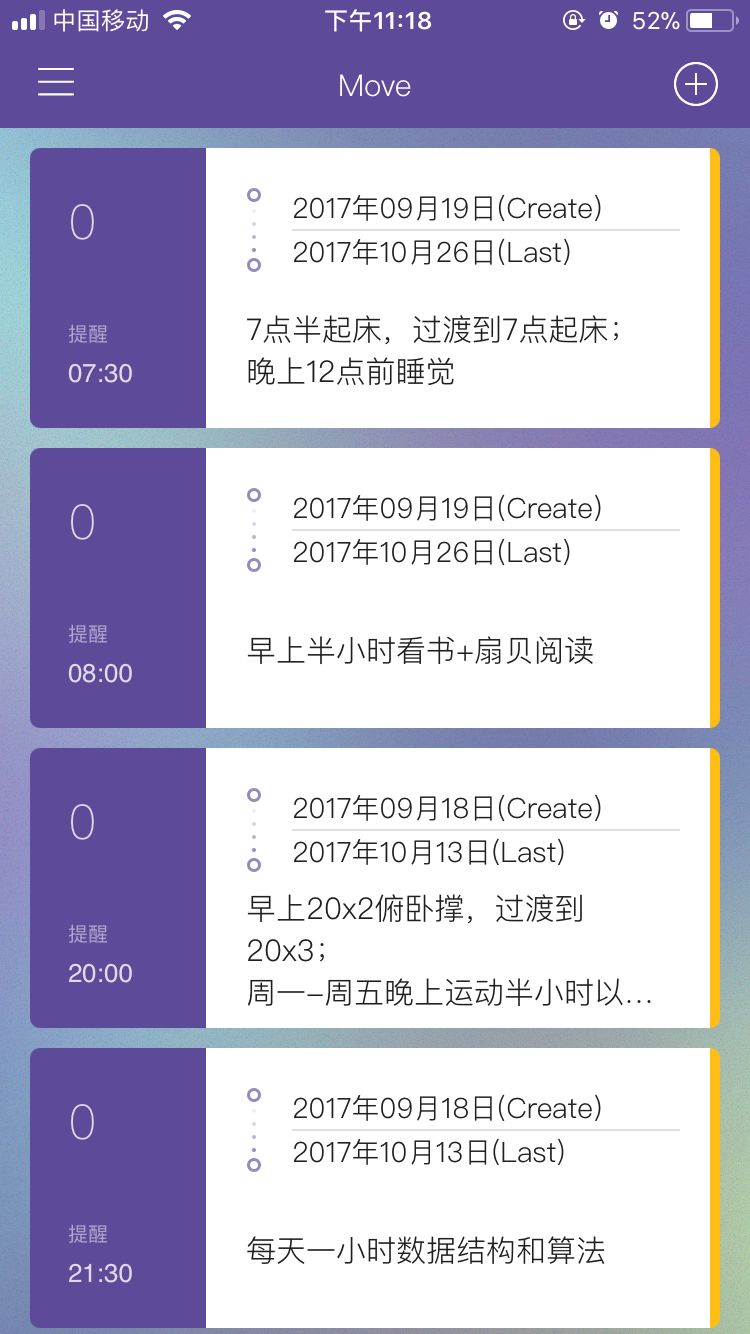 中国移动 下午11:18 52%
Move
0
2017年09月19日(Create)
2017年10月26日(Last)
提醒
07:30
7点半起床，过渡到7点起床；
晚上12点前睡觉
0
2017年09月19日(Create)
2017年10月26日(Last)
提醒
08:00
早上半小时看书+扇贝阅读
0
2017年09月18日(Create)
2017年10月13日(Last)
提醒
20:00
早上20x2俯卧撑，过渡到
20x3；
周一–周五晚上运动半小时以...
0
2017年09月18日(Create)
2017年10月13日(Last)
提醒
21:30
每天一小时数据结构和算法